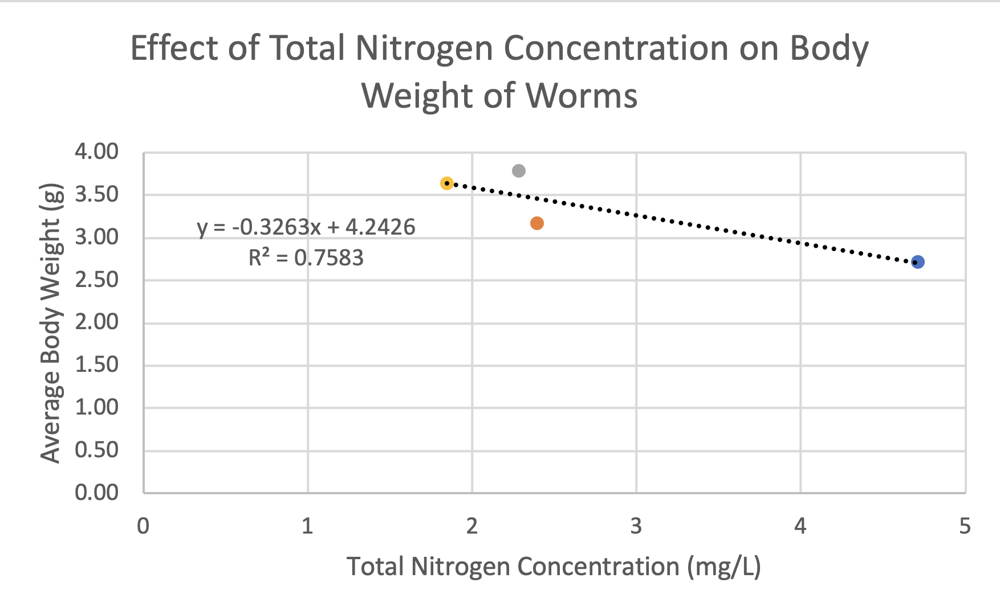 Effect of Total Nitrogen Concentration on Body
Weight of Worms
Average Body Weight (g)
4.00
3.50
3.00
2.50
2.00
1.50
1.00
0.50
0.00
y = -0.3263x + 4.2426
R² = 0.7583
0 1 2 3 4 5
Total Nitrogen Concentration (mg/L)